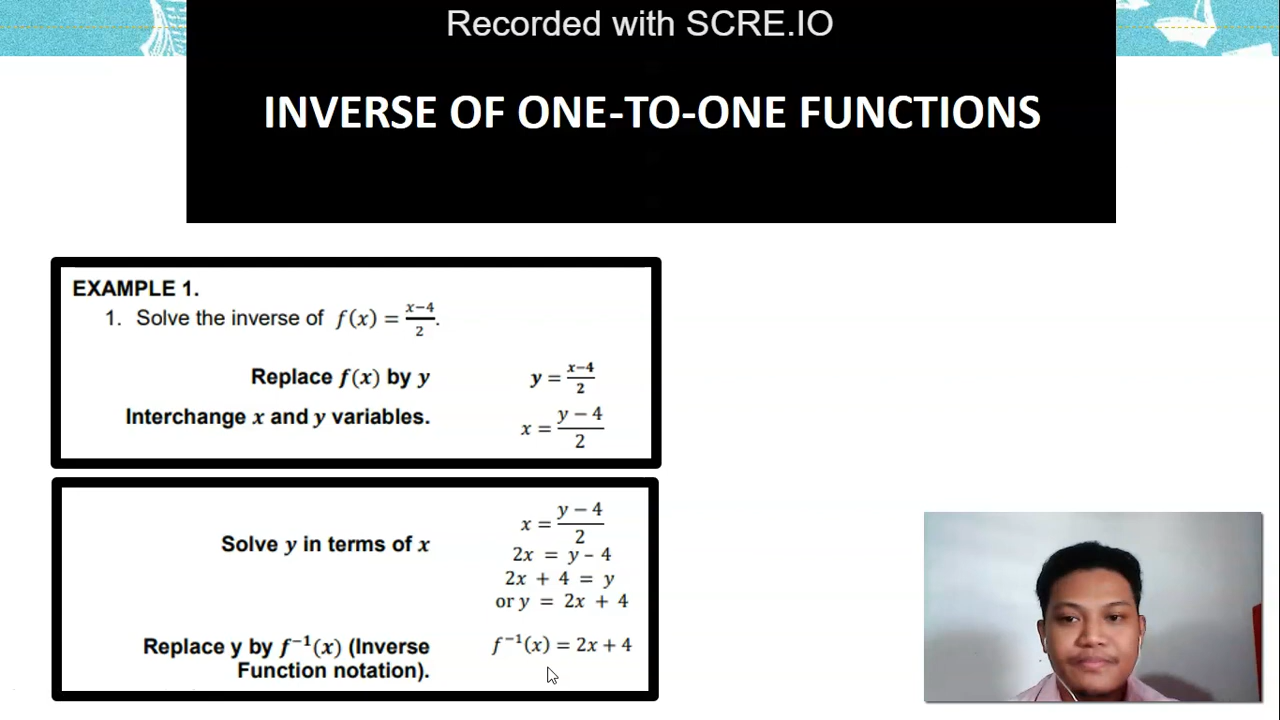 Recorded with SCRE.IO
INVERSE OF ONE-TO-ONE FUNCTIONS
EXAMPLE 1.
1. Solve the inverse of f(x) = (x−4)/2.
Replace f(x) by y
y = (x−4)/2
Interchange x and y variables.
x = (y − 4)/2
Solve y in terms of x
x = (y − 4)/2
2x = y – 4
2x + 4 = y
or y = 2x + 4
Replace y by f⁻¹(x) (Inverse
Function notation).
f⁻¹(x) = 2x + 4